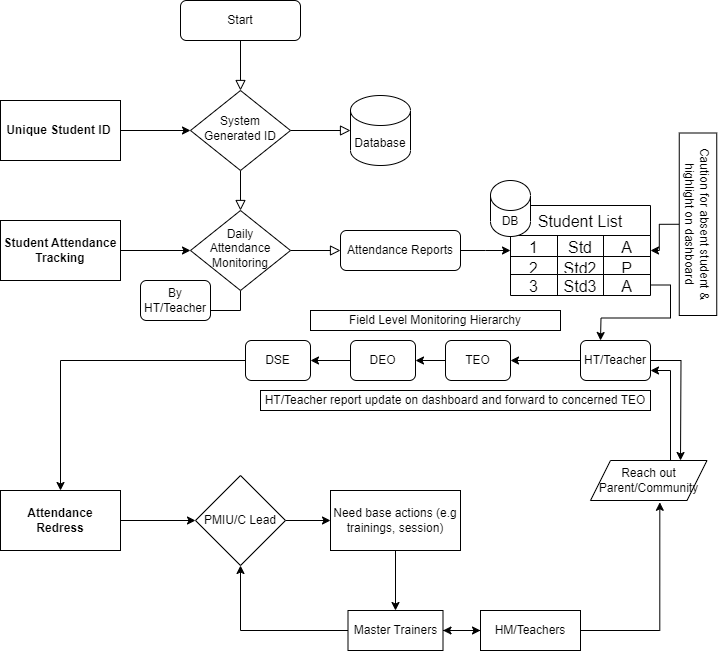 Start
Unique Student ID
System
Generated ID
Database
Caution for absent student &
highlight on dashboard
Student Attendance
Tracking
Daily
Attendance
Monitoring
By
HT/Teacher
Attendance Reports
DB
Student List
1 Std A
2 Std2 P
3 Std3 A
Field Level Monitoring Hierarchy
DSE
DEO
TEO
HT/Teacher
HT/Teacher report update on dashboard and forward to concerned TEO
Reach out
Parent/Community
Attendance
Redress
PMIU/C Lead
Need base actions (e.g
trainings, session)
Master Trainers
HM/Teachers